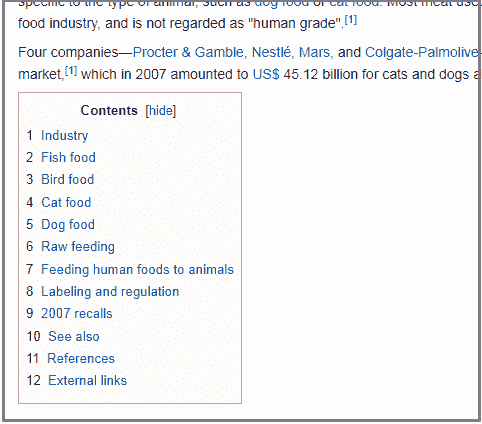 specific to the type of animal, such as dog food or cat food. Most meat use
food industry, and is not regarded as "human grade".[1]
Four companies—Procter & Gamble, Nestlé, Mars, and Colgate-Palmolive
market,[1] which in 2007 amounted to US$ 45.12 billion for cats and dogs a
Contents [hide]
1 Industry
2 Fish food
3 Bird food
4 Cat food
5 Dog food
6 Raw feeding
7 Feeding human foods to animals
8 Labeling and regulation
9 2007 recalls
10 See also
11 References
12 External links